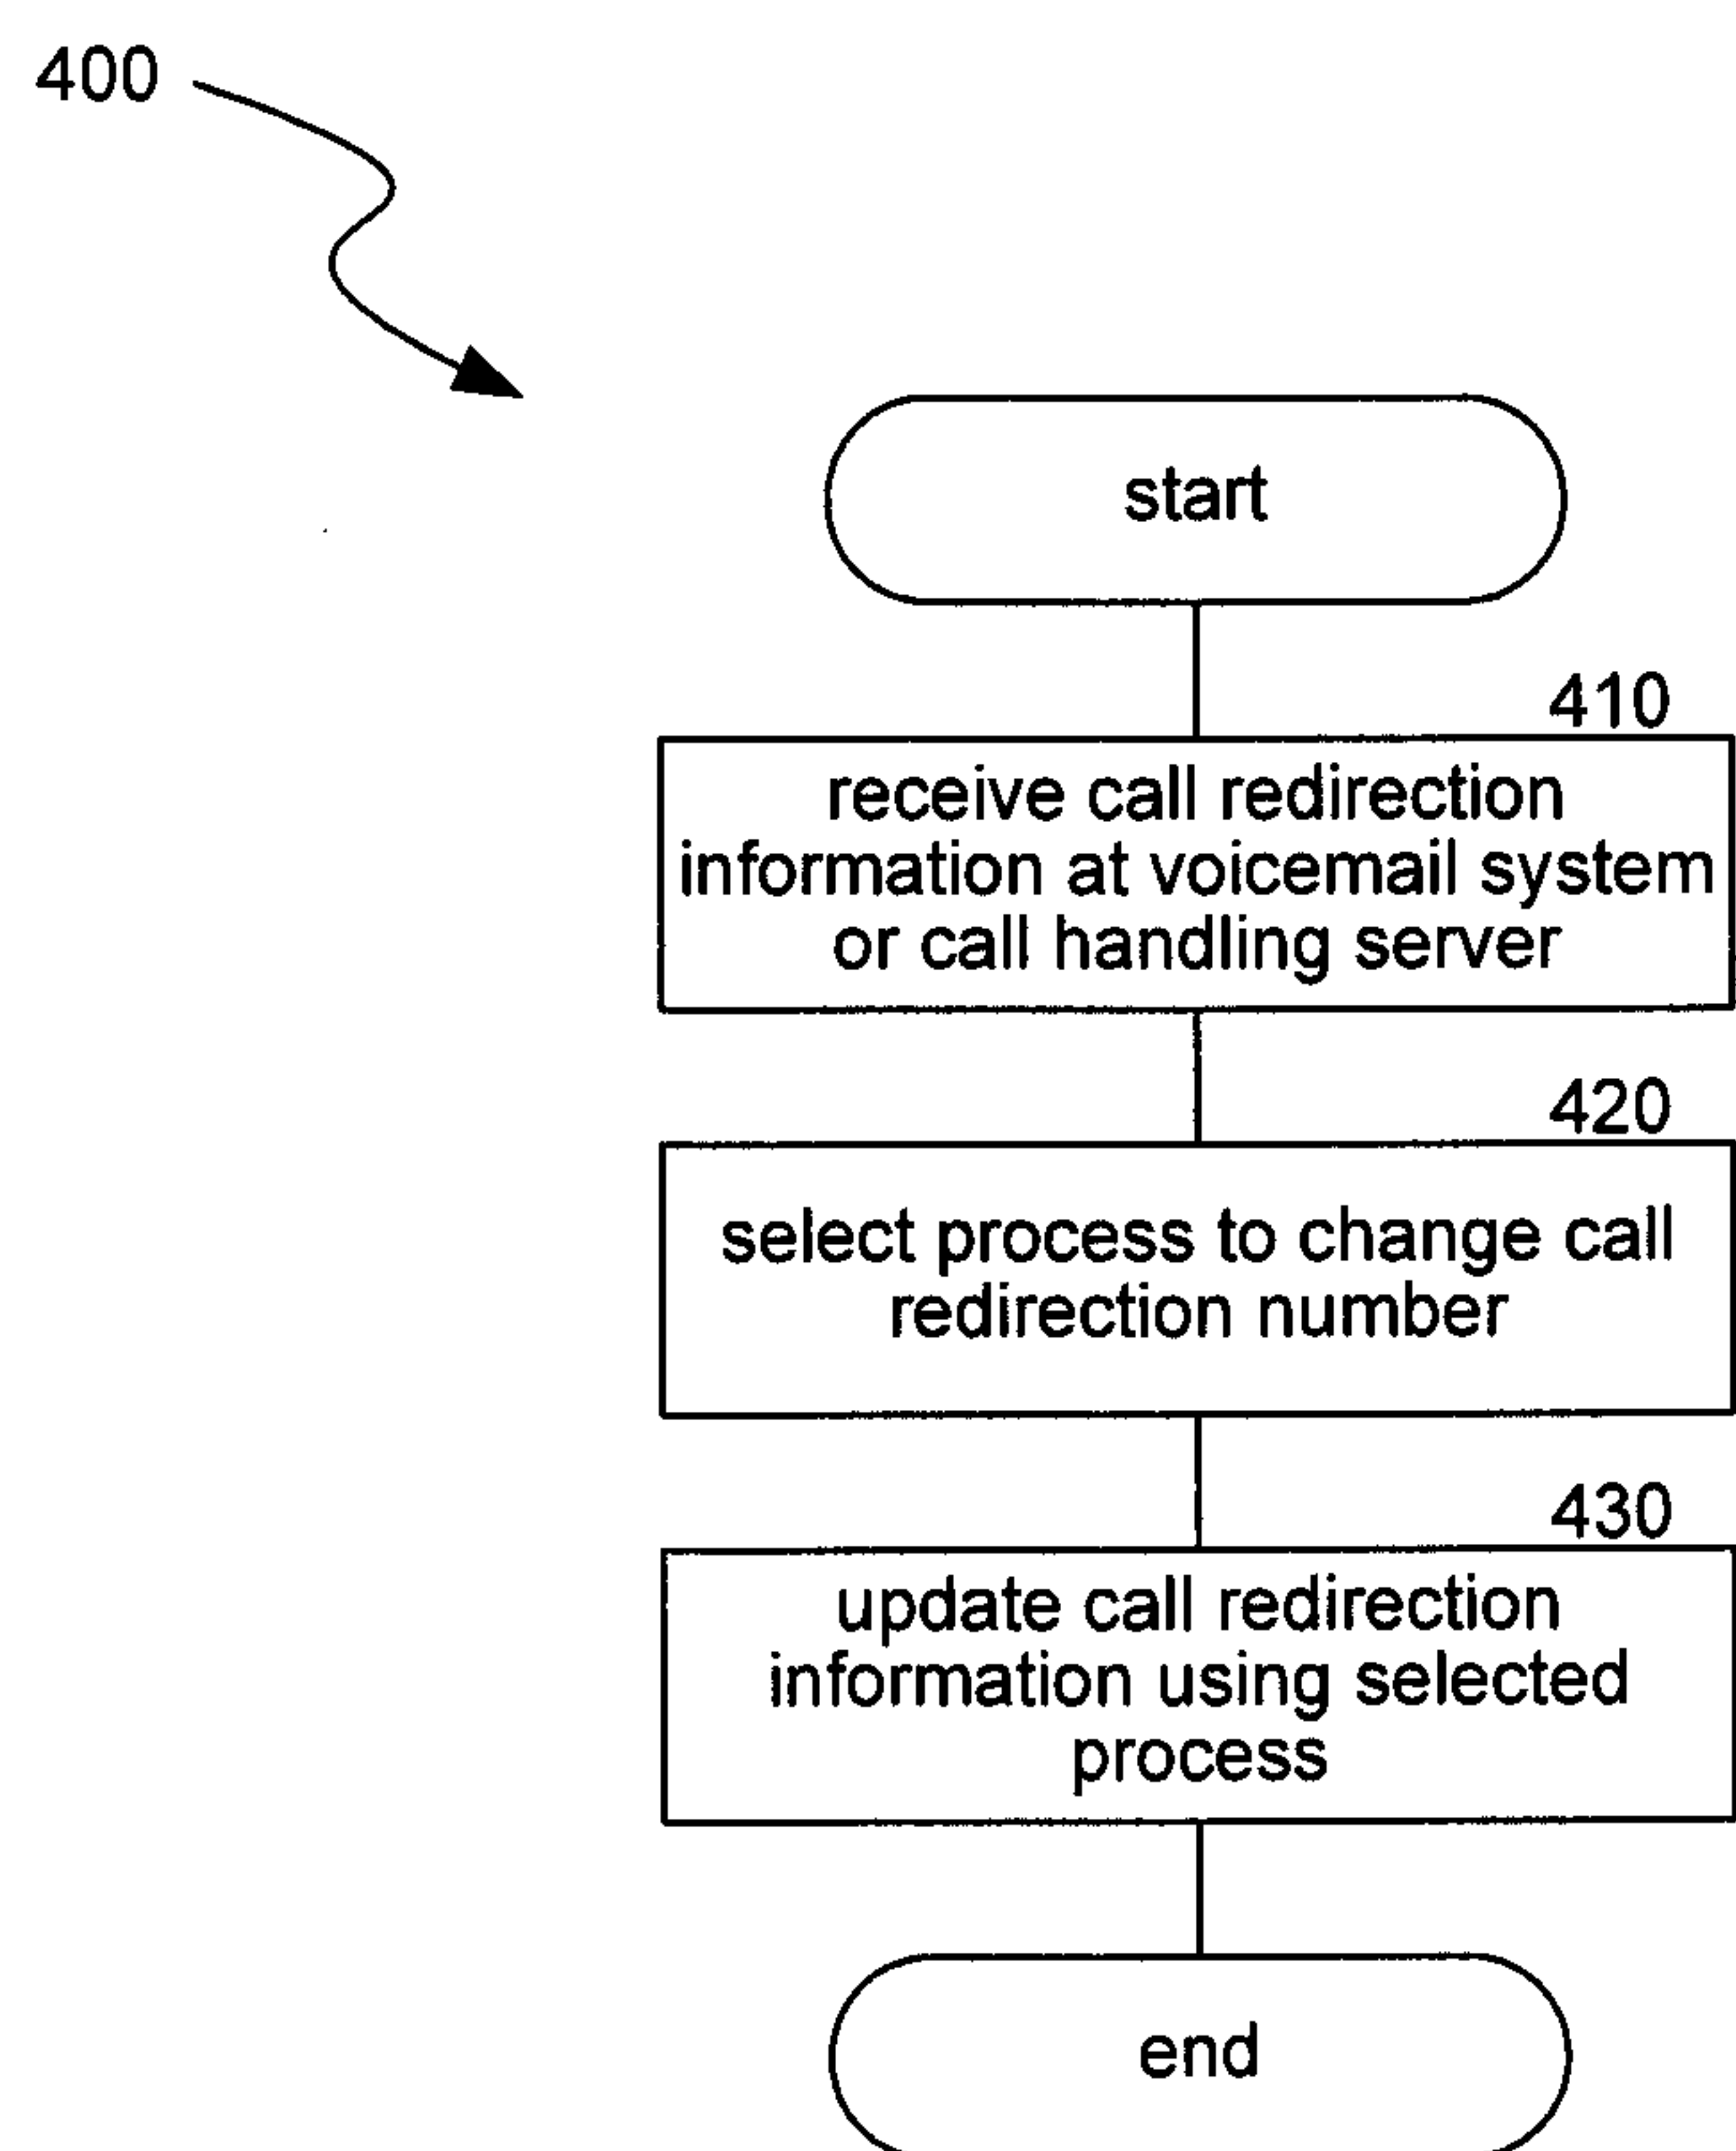 400
start
410
receive call redirection
information at voicemail system
or call handling server
420
select process to change call
redirection number
430
update call redirection
information using selected
process
end